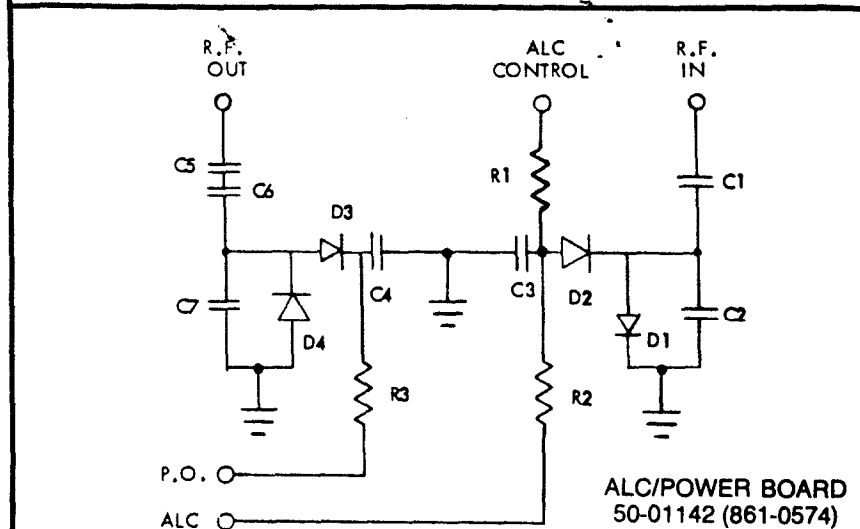 R.F.
OUT
ALC
CONTROL
R.F.
IN
C5
C6
R1
C1
D3
C7
D4
C4
C3
D2
D1
C2
R3
R2
P.O.
ALC
ALC/POWER BOARD
50-01142 (861-0574)